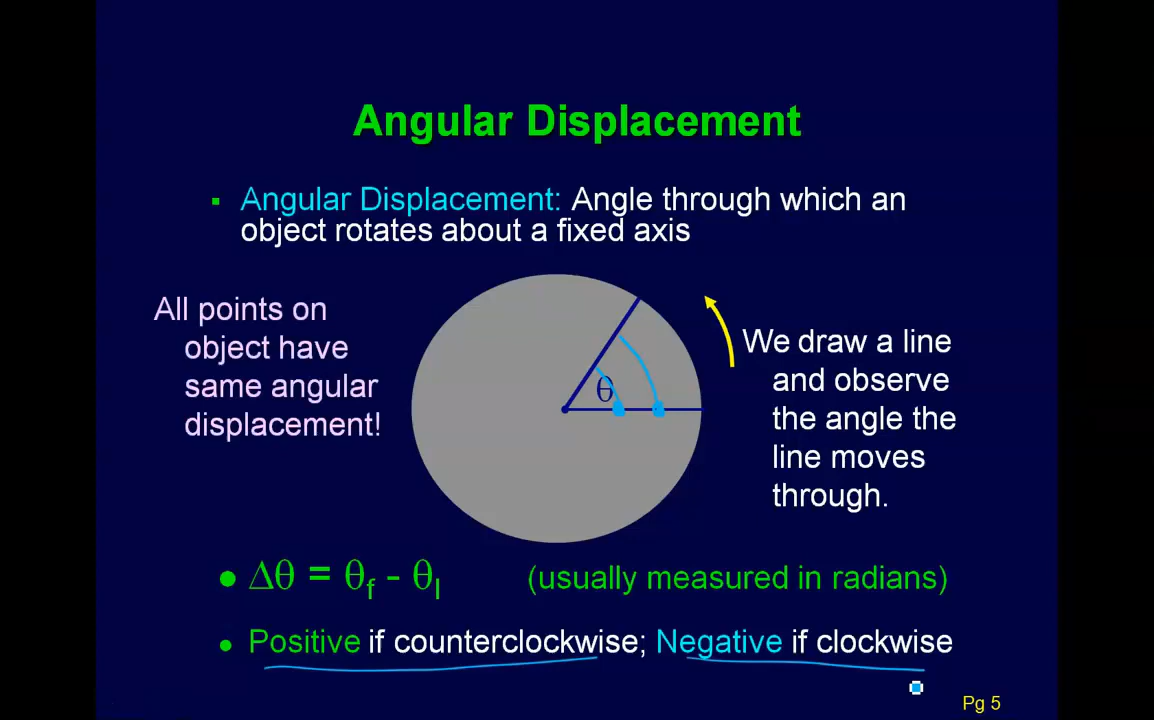 Angular Displacement
▪ Angular Displacement: Angle through which an
object rotates about a fixed axis
All points on
object have
same angular
displacement!
θ
We draw a line
and observe
the angle the
line moves
through.
• Δθ = θf - θI (usually measured in radians)
• Positive if counterclockwise; Negative if clockwise
Pg 5